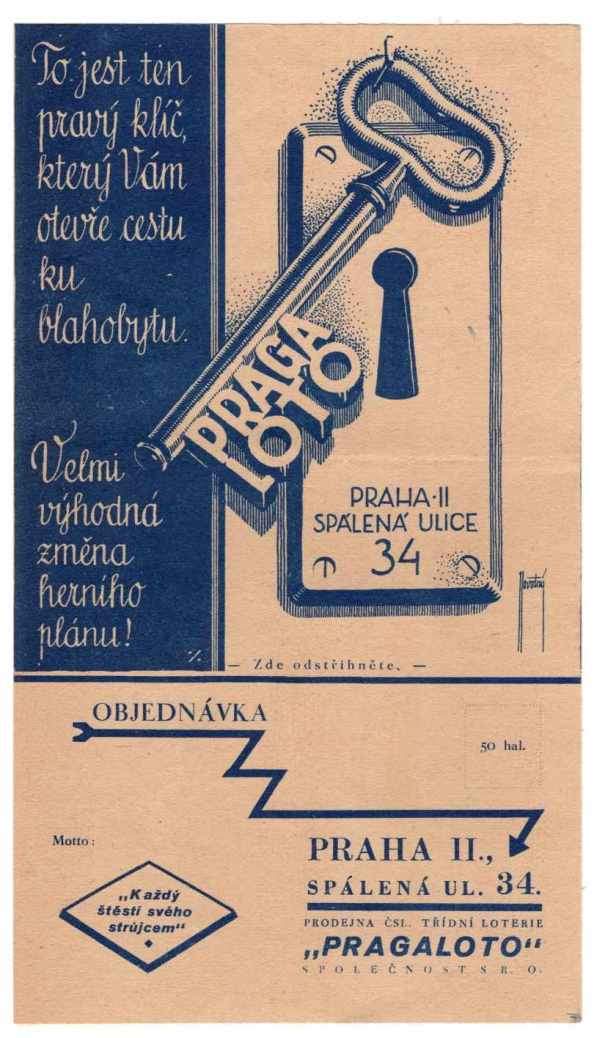 To jest ten
pravý klíč,
který Vám
otevře cestu
ku
blahobytu.
Velmi
výhodná
změna
herního
plánu!
PRAGA
LOTO
PRAHA·II
SPÁLENÁ ULICE
34
Novotný
— Zde odstřihněte. —
OBJEDNÁVKA
50 hal.
Motto:
„Každý
štěstí svého
strůjcem“
PRAHA II.,
SPÁLENÁ UL. 34.
PRODEJNA ČSL. TŘÍDNÍ LOTERIE
„PRAGALOTO“
SPOLEČNOST S R. O.